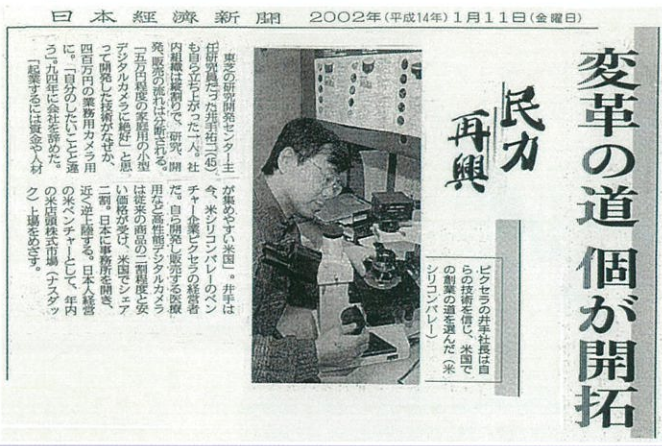 日本經濟新聞 2002年(平成14年)1月11日(金曜日)
変革の道 個が開拓
民力
再興
ピクセラの井手社長は自
らの技術を信じ、米国で
の創業の道を選んだ(米
シリコンバレー)
東芝の研究開発センター主
任研究員だった井手二(45)
も自ら立ち上がった一人。社
内組織は縦割りで、研究、開
発、販売の流れは分断される。
「五万円程度の家庭用の小型
デジタルカメラに絶好」と思
って開発した技術がなぜか、
四百万円の業務用カメラ用
に。「自分のしたいことと違
う」。九四年に会社を辞めた。
「起業するには資金や人材
が集めやすい米国」。井手は
今、米シリコンバレーのベン
チャー企業ピクセラの経営者
だ。自ら開発し販売する医療
用など高性能デジタルカメラ
は従来の商品の二割程度と安
い価格が受け、米国でシェア
二割。日本に事務所を開き、
近く逆上陸する。日本人経営
の米ベンチャーとして、年内
の米店頭株式市場(ナスダッ
ク)上場をめざす。